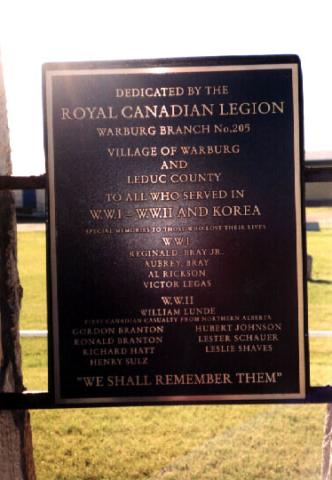 DEDICATED BY THE
ROYAL CANADIAN LEGION
WARBURG BRANCH No.205
VILLAGE OF WARBURG
AND
LEDUC COUNTY
TO ALL WHO SERVED IN
W.W.I - W.W.II AND KOREA
SPECIAL MEMORIES TO THOSE WHO LOST THEIR LIVES
W.W.I.
REGINALD BRAY JR.
AUBREY BRAY
AL RICKSON
VICTOR LEGAS
W.W.II
WILLIAM LUNDE
FIRST CANADIAN CASUALTY FROM NORTHERN ALBERTA
GORDON BRANTON HUBERT JOHNSON
RONALD BRANTON LESTER SCHAUER
RICHARD HATT LESLIE SHAVES
HENRY SULZ
"WE SHALL REMEMBER THEM"